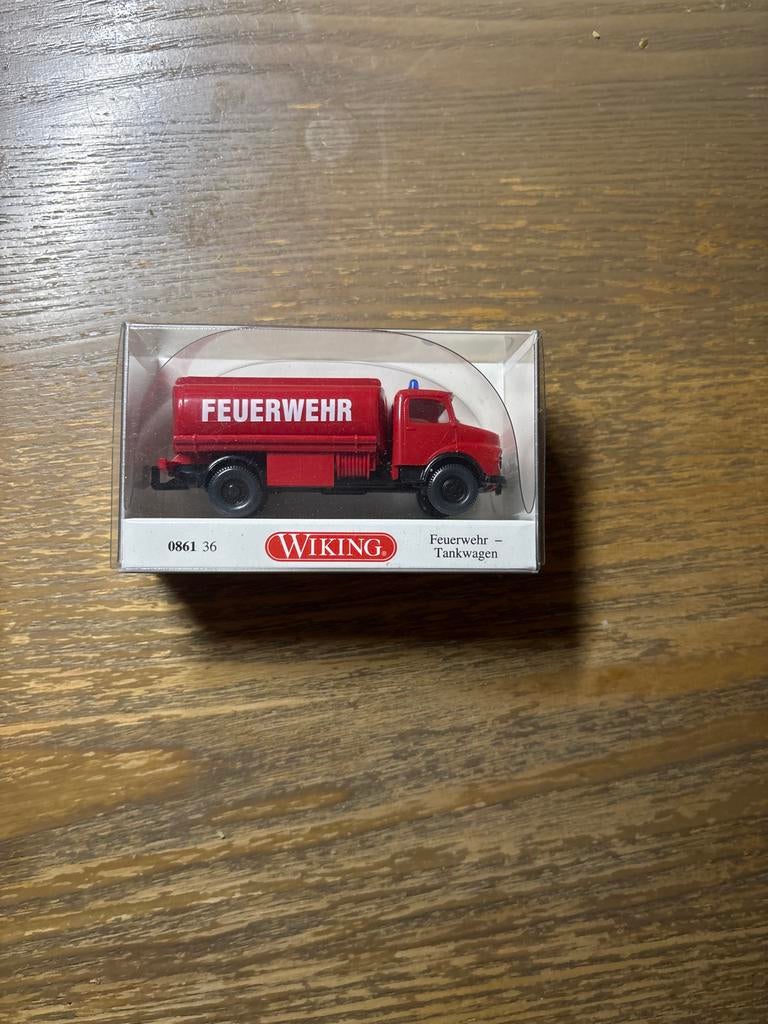 FEUERWEHR
0861 36
WIKING®
Feuerwehr –
Tankwagen